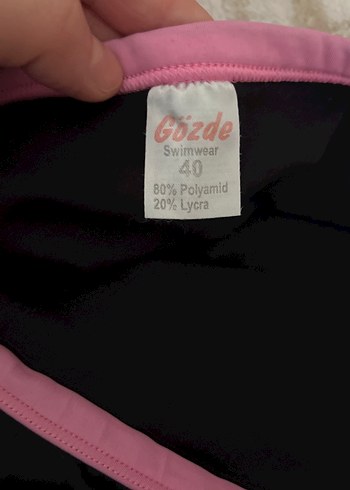 Gözde
Swimwear
40
80% Polyamid
20% Lycra